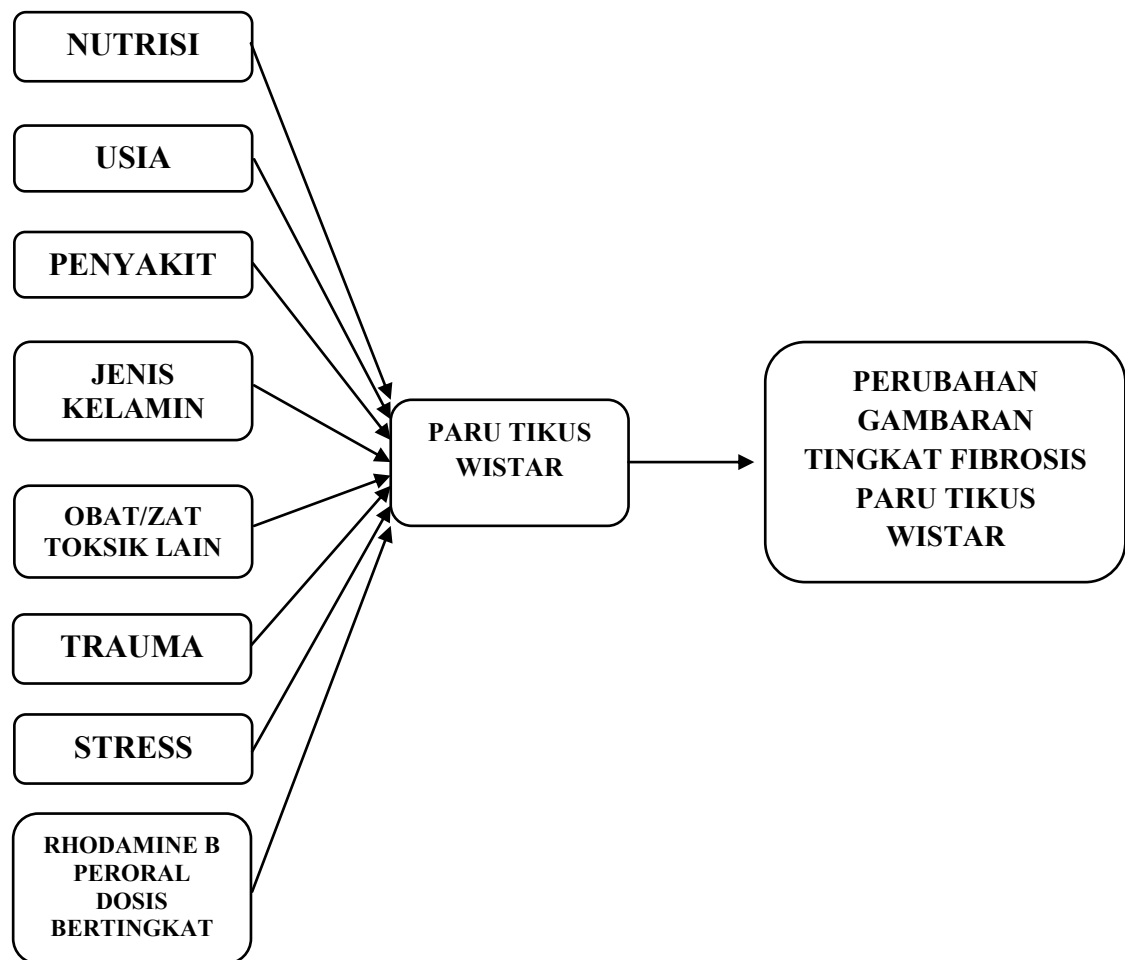 NUTRISI
USIA
PENYAKIT
JENIS
KELAMIN
OBAT/ZAT
TOKSIK LAIN
TRAUMA
STRESS
RHODAMINE B
PERORAL
DOSIS
BERTINGKAT
PARU TIKUS
WISTAR
PERUBAHAN
GAMBARAN
TINGKAT FIBROSIS
PARU TIKUS
WISTAR